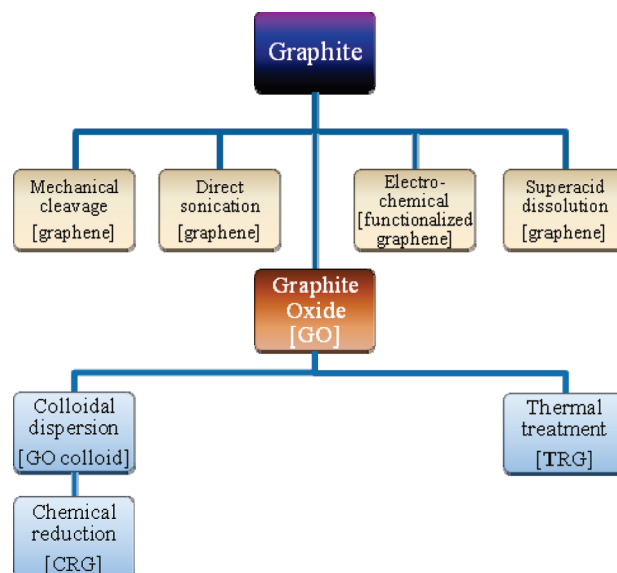 Graphite
Mechanical
cleavage
[graphene]
Direct
sonication
[graphene]
Electro-
chemical
[functionalized
graphene]
Superacid
dissolution
[graphene]
Graphite
Oxide
[GO]
Colloidal
dispersion
[GO colloid]
Thermal
treatment
[TRG]
Chemical
reduction
[CRG]